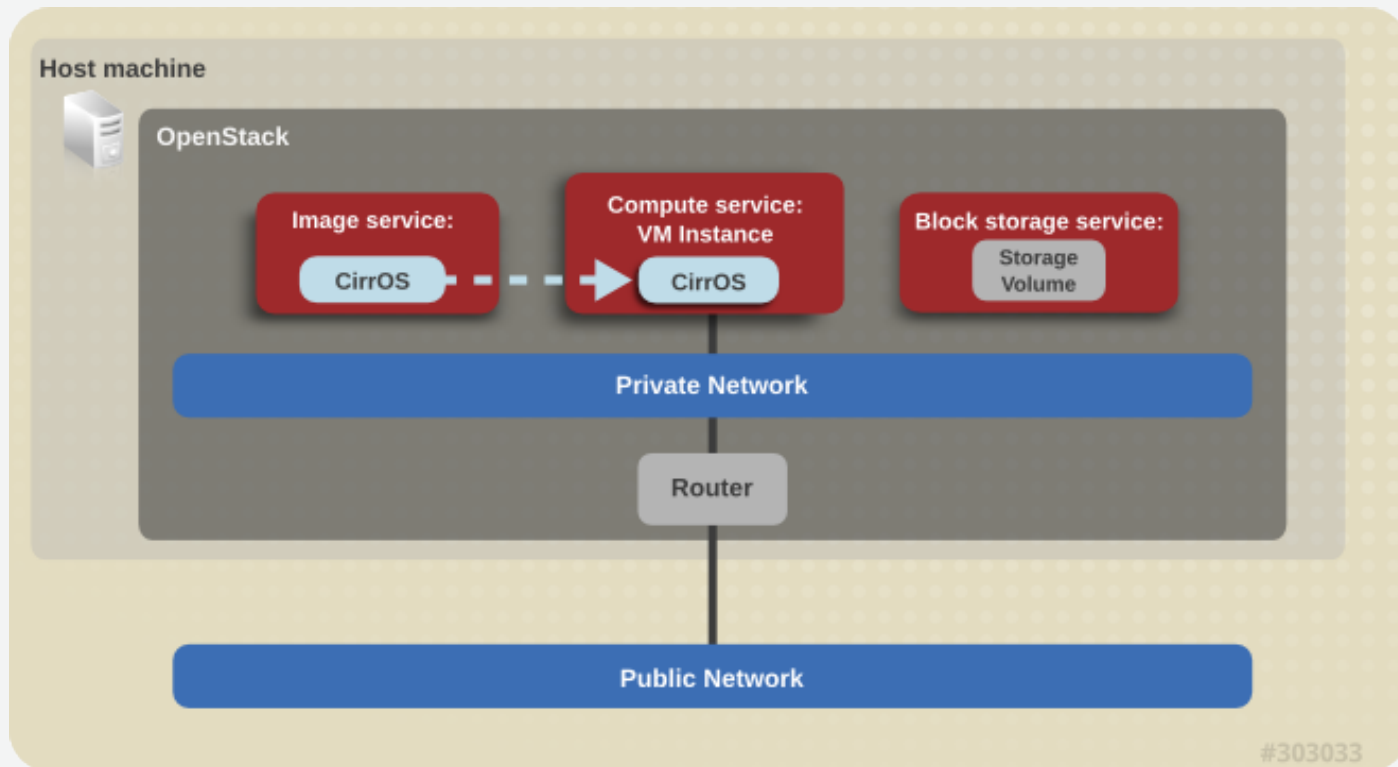 Host machine
OpenStack
Image service:
CirrOS
Compute service:
VM Instance
CirrOS
Block storage service:
Storage
Volume
Private Network
Router
Public Network
#303033